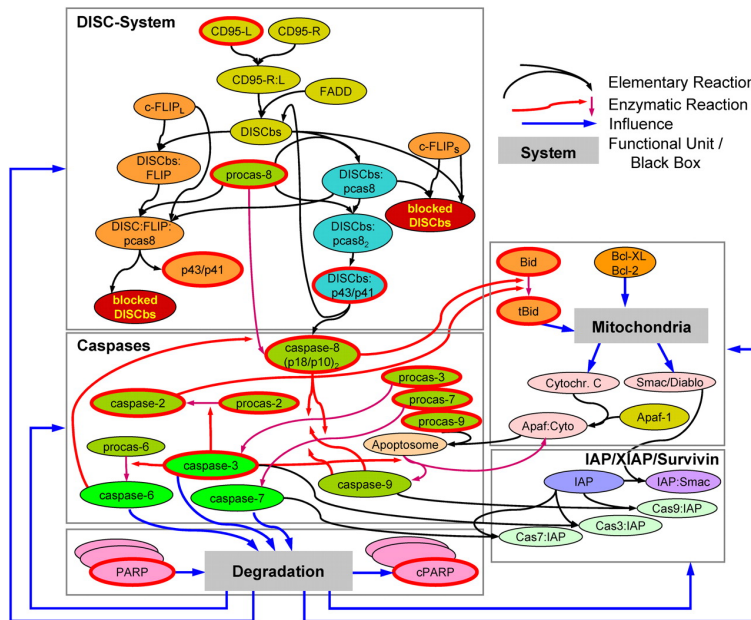 DISC-System
CD95-L
CD95-R
CD95-R:L
FADD
c-FLIPL
DISCbs
c-FLIPS
DISCbs:
FLIP
procas-8
DISCbs:
pcas8
blocked
DISCbs
DISC:FLIP:
pcas8
DISCbs:
pcas82
p43/p41
DISCbs:
p43/p41
blocked
DISCbs
Elementary Reaction
Enzymatic Reaction
Influence
System
Functional Unit /
Black Box
Bid
Bcl-XL
Bcl-2
tBid
Mitochondria
Cytochr. C
Smac/Diablo
Apaf:Cyto
Apaf-1
Caspases
caspase-8
(p18/p10)2
procas-3
procas-7
procas-9
caspase-2
procas-2
Apoptosome
procas-6
caspase-3
caspase-6
caspase-7
caspase-9
IAP/XIAP/Survivin
IAP
IAP:Smac
Cas9:IAP
Cas3:IAP
Cas7:IAP
PARP
Degradation
cPARP